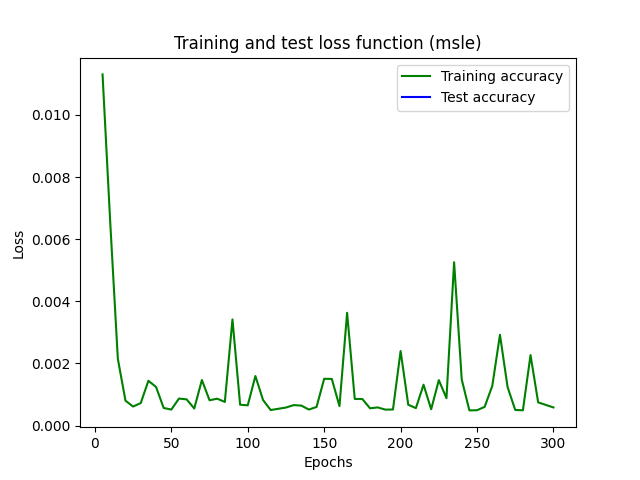 Training and test loss function (msle)
Training accuracy
Test accuracy
0.010
0.008
0.006
0.004
0.002
0.000
Loss
0 50 100 150 200 250 300
Epochs